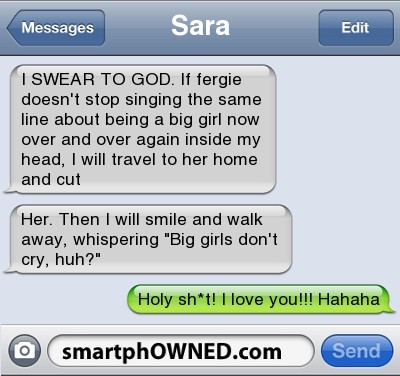 Messages
Sara
Edit
I SWEAR TO GOD. If fergie
doesn't stop singing the same
line about being a big girl now
over and over again inside my
head, I will travel to her home
and cut
Her. Then I will smile and walk
away, whispering "Big girls don't
cry, huh?"
Holy sh*t! I love you!!! Hahaha
smartphOWNED.com
Send